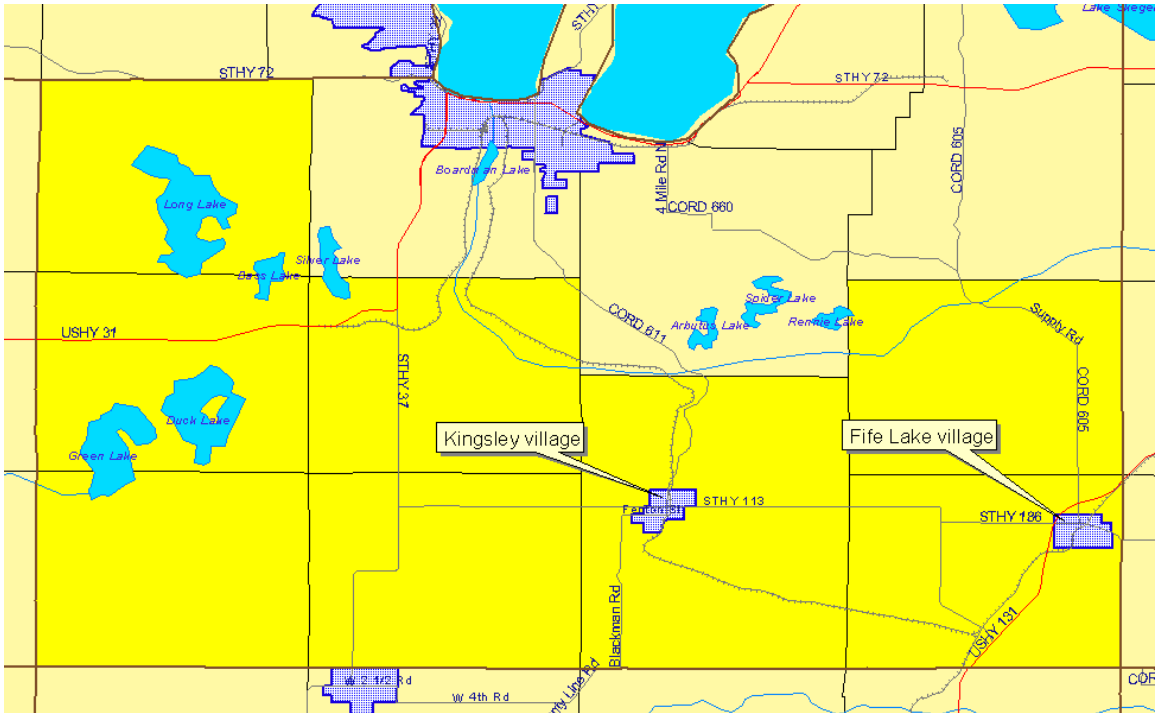 STHY
Lake Skege
STHY 72
STHY 72
Boardman Lake
4 Mile Rd N
CORD 605
Long Lake
CORD 660
Silver Lake
Bass Lake
Spider Lake
Arbutus Lake
Rennie Lake
USHY 31
CORD 611
Supply Rd
STHY 37
CORD 605
Duck Lake
Green Lake
Kingsley village
Fife Lake village
STHY 113
Fenton St
STHY 186
Blackman Rd
USHY 131
W 2 1/2 Rd
W 4th Rd
nty Line Rd
COR